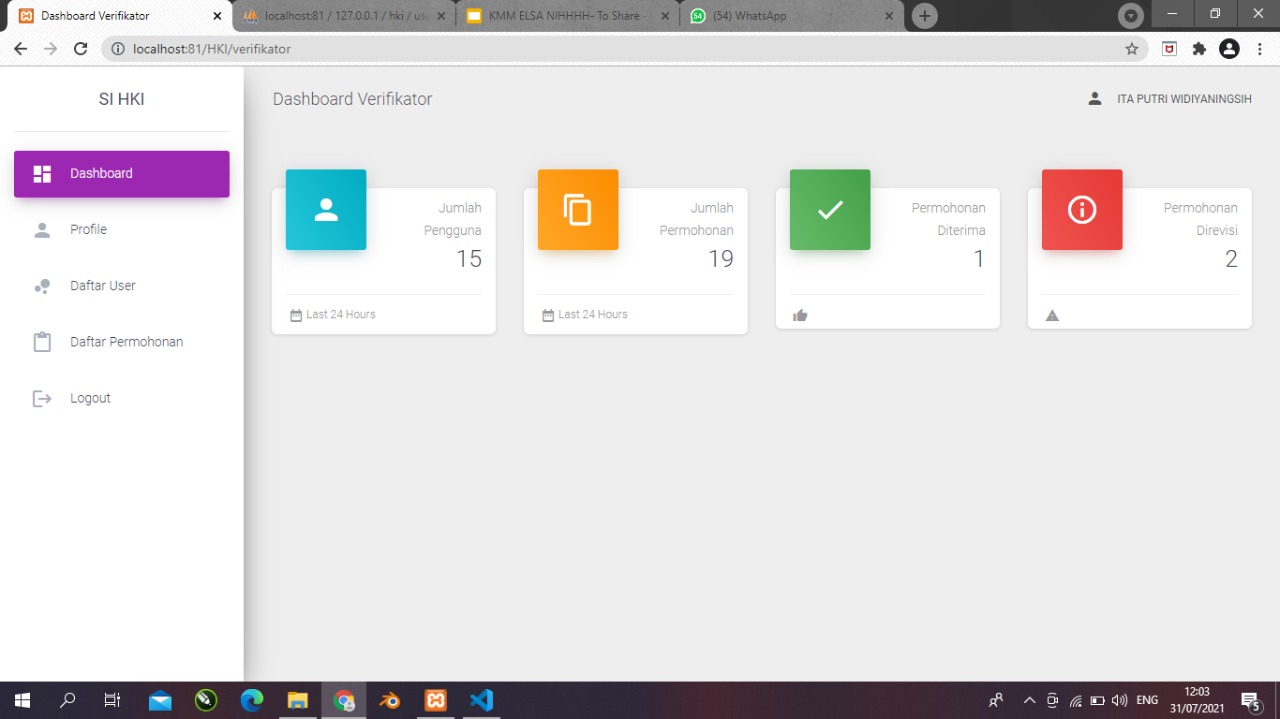 Dashboard Verifikator
localhost:81 / 127.0.0.1 / hki / us
KMM ELSA NIHHHH- To Share -
(54) WhatsApp
localhost:81/HKI/verifikator
SI HKI
Dashboard
Profile
Daftar User
Daftar Permohonan
Logout
Dashboard Verifikator
ITA PUTRI WIDIYANINGSIH
Jumlah
Pengguna
15
Last 24 Hours
Jumlah
Permohonan
19
Last 24 Hours
Permohonan
Diterima
1
Permohonan
Direvisi
2
ENG
12:03
31/07/2021
5